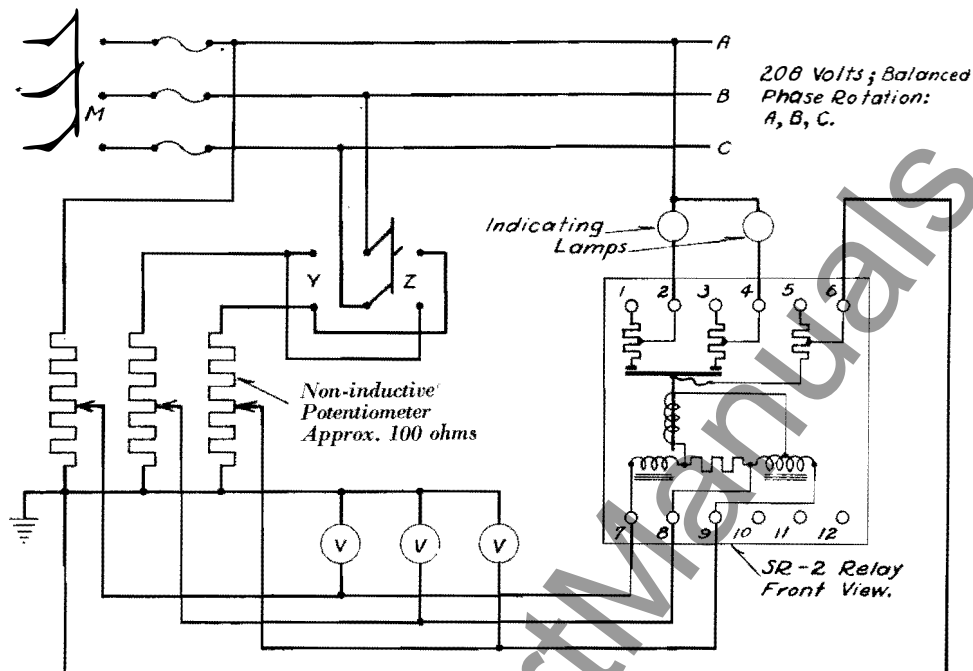 A
B
C
M
208 Volts; Balanced
Phase Rotation:
A, B, C.
Indicating
Lamps
Y
Z
1 2 3 4 5 6
Non-inductive
Potentiometer
Approx. 100 ohms
V V V
7 8 9 10 11 12
SR-2 Relay
Front View.